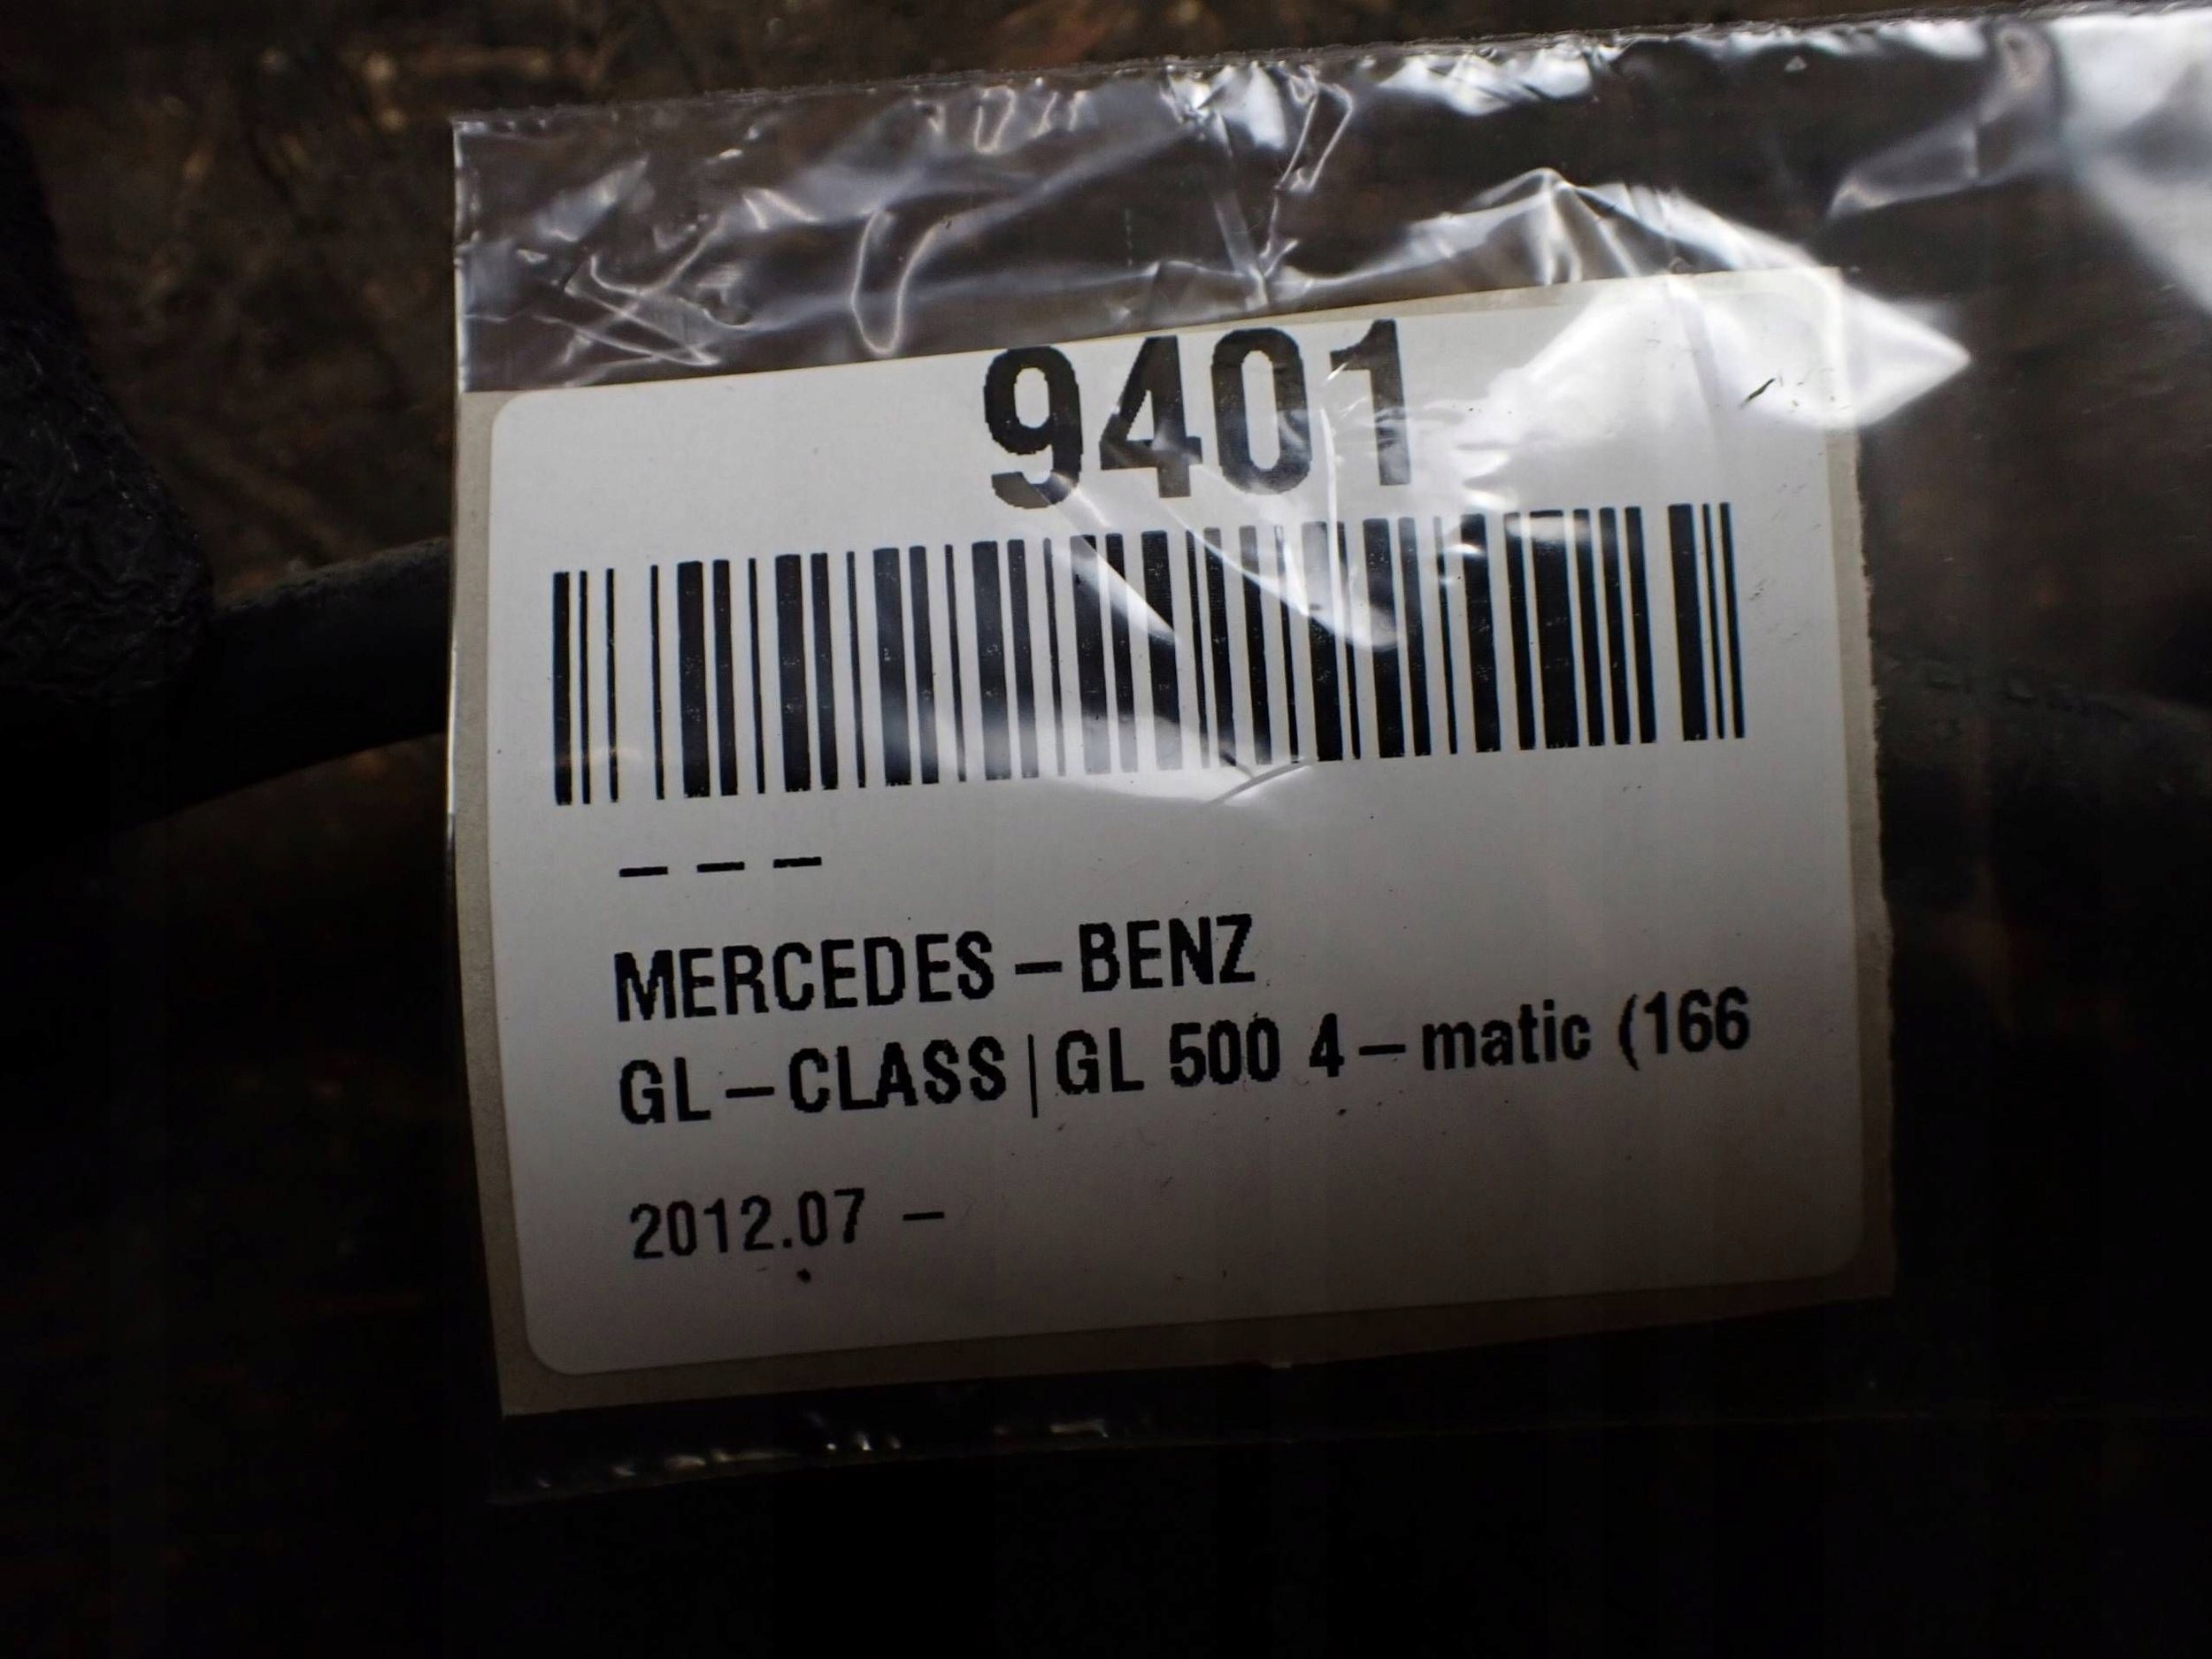 9401
– – –
MERCEDES–BENZ
GL–CLASS|GL 500 4–matic (166
2012.07 –